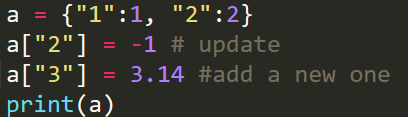 a = {"1":1, "2":2}
a["2"] = -1 # update
a["3"] = 3.14 #add a new one
print(a)